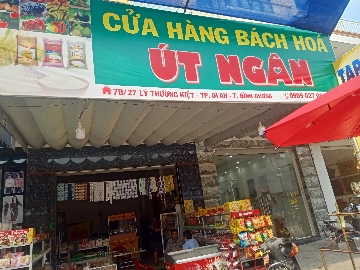 CỬA HÀNG BÁCH HOÁ
ÚT NGÂN
7B/27 LÝ THƯỜNG KIỆT - TP. DĨ AN - T. BÌNH DƯƠNG